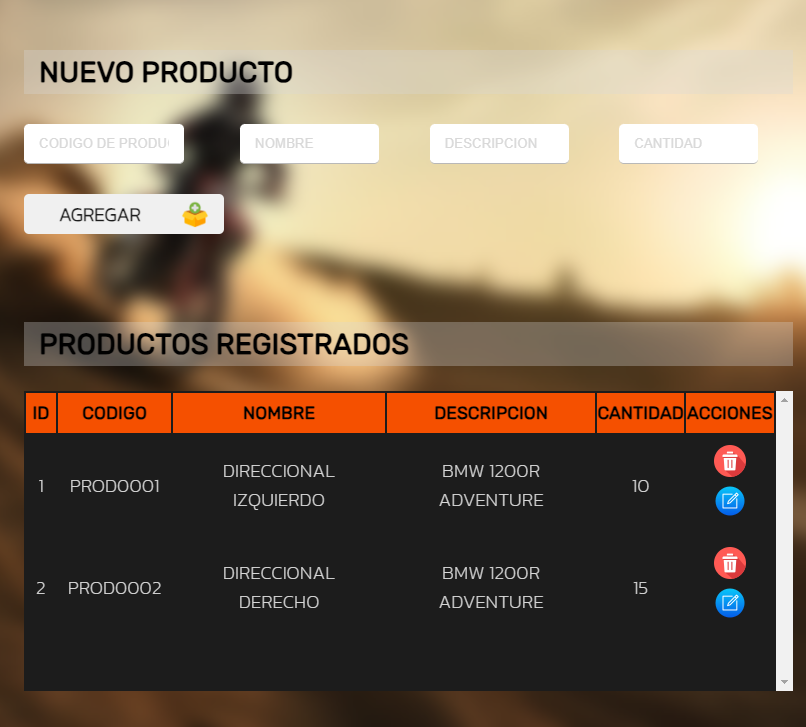 NUEVO PRODUCTO
CODIGO DE PRODU
NOMBRE
DESCRIPCION
CANTIDAD
AGREGAR
PRODUCTOS REGISTRADOS
ID CODIGO NOMBRE DESCRIPCION CANTIDAD ACCIONES
1 PROD0001 DIRECCIONAL IZQUIERDO BMW 1200R ADVENTURE 10
2 PROD0002 DIRECCIONAL DERECHO BMW 1200R ADVENTURE 15